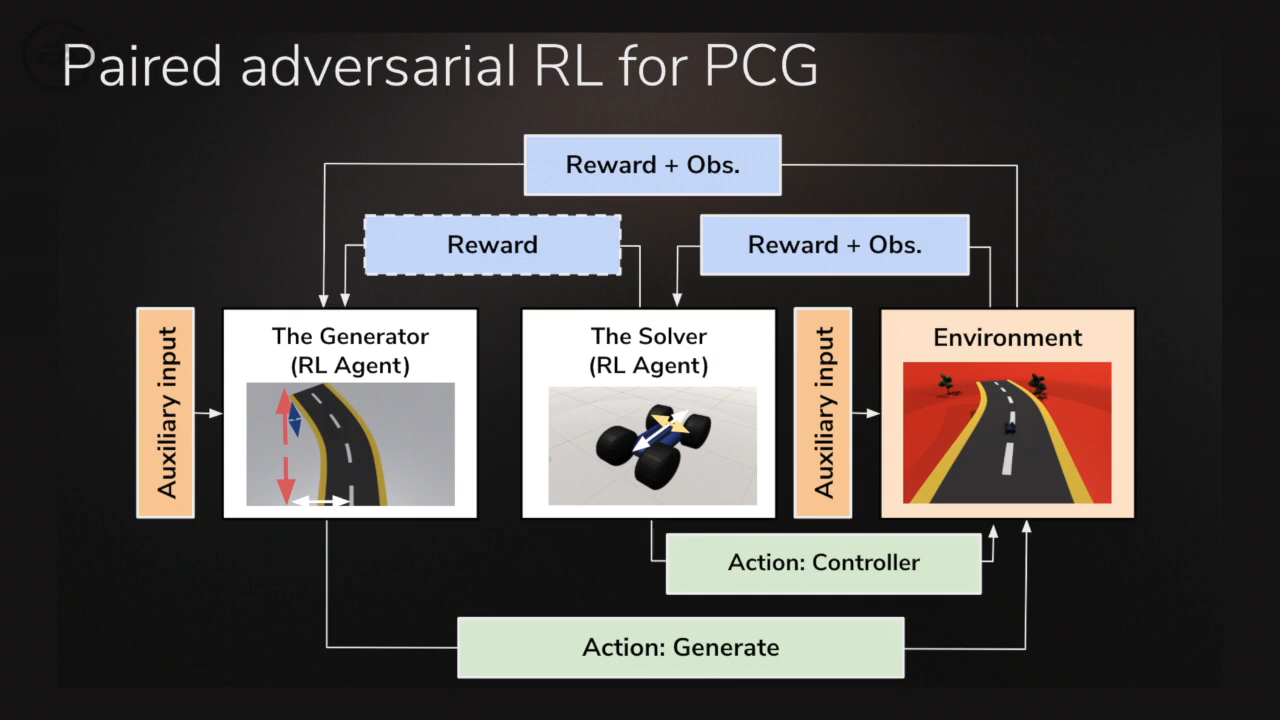 Paired adversarial RL for PCG
Reward + Obs.
Reward
Reward + Obs.
Auxiliary input
The Generator
(RL Agent)
The Solver
(RL Agent)
Auxiliary input
Environment
Action: Controller
Action: Generate